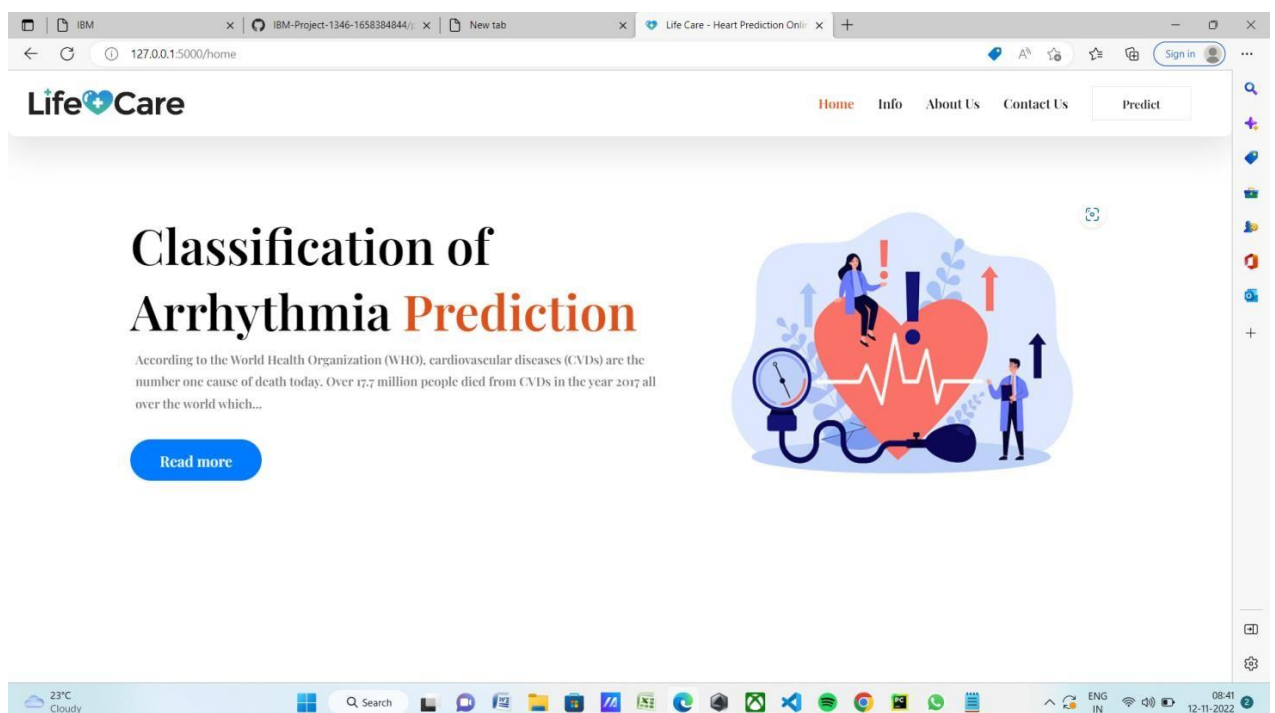 IBM
IBM-Project-1346-1658384844/
New tab
Life Care - Heart Prediction Onli
127.0.0.1:5000/home
Sign in
Life Care
Home Info About Us Contact Us Predict
Classification of
Arrhythmia Prediction
According to the World Health Organization (WHO), cardiovascular diseases (CVDs) are the
number one cause of death today. Over 17.7 million people died from CVDs in the year 2017 all
over the world which...
Read more
23°C
Cloudy
Search
ENG
IN
08:41
12-11-2022
2